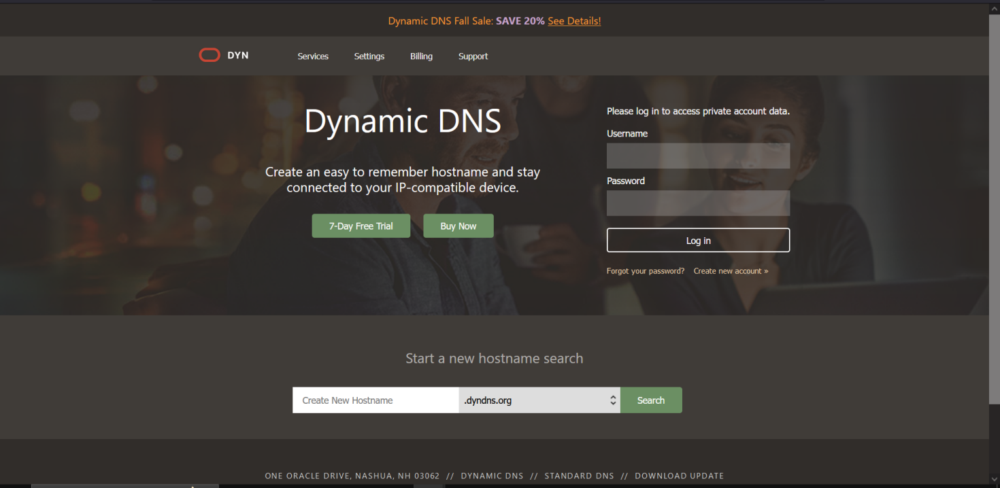 Dynamic DNS Fall Sale: SAVE 20% See Details!
DYN
Services Settings Billing Support
Dynamic DNS
Create an easy to remember hostname and stay
connected to your IP-compatible device.
7-Day Free Trial Buy Now
Please log in to access private account data.
Username
Password
Log in
Forgot your password? Create new account »
Start a new hostname search
Create New Hostname .dyndns.org Search
ONE ORACLE DRIVE, NASHUA, NH 03062 // DYNAMIC DNS // STANDARD DNS // DOWNLOAD UPDATE